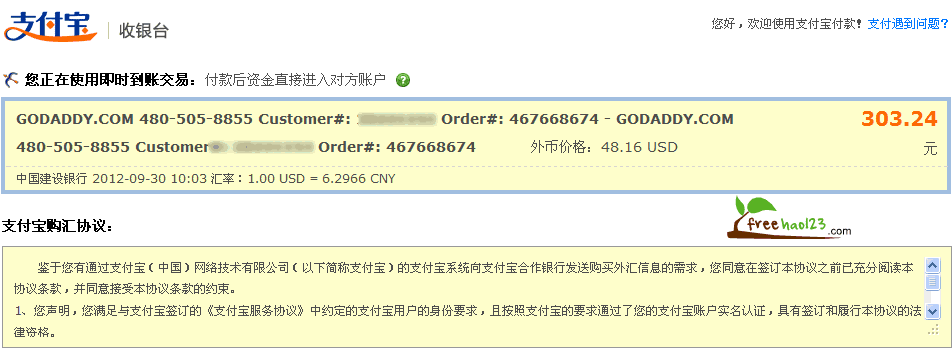 支付宝 收银台
您好，欢迎使用支付宝付款! 支付遇到问题?
您正在使用即时到账交易：付款后资金直接进入对方账户 ?
GODADDY.COM 480-505-8855 Customer#: Order#: 467668674 - GODADDY.COM 303.24
480-505-8855 Customer Order#: 467668674 外币价格：48.16 USD 元
中国建设银行 2012-09-30 10:03 汇率：1.00 USD = 6.2966 CNY
freehao123.com
支付宝购汇协议：
鉴于您有通过支付宝（中国）网络技术有限公司（以下简称支付宝）的支付宝系统向支付宝合作银行发送购买外汇信息的需求，您同意在签订本协议之前已充分阅读本
协议条款，并同意接受本协议条款的约束。
1、您声明，您满足与支付宝签订的《支付宝服务协议》中约定的支付宝用户的身份要求，且按照支付宝的要求通过了您的支付宝账户实名认证，具有签订和履行本协议的法
律资格。